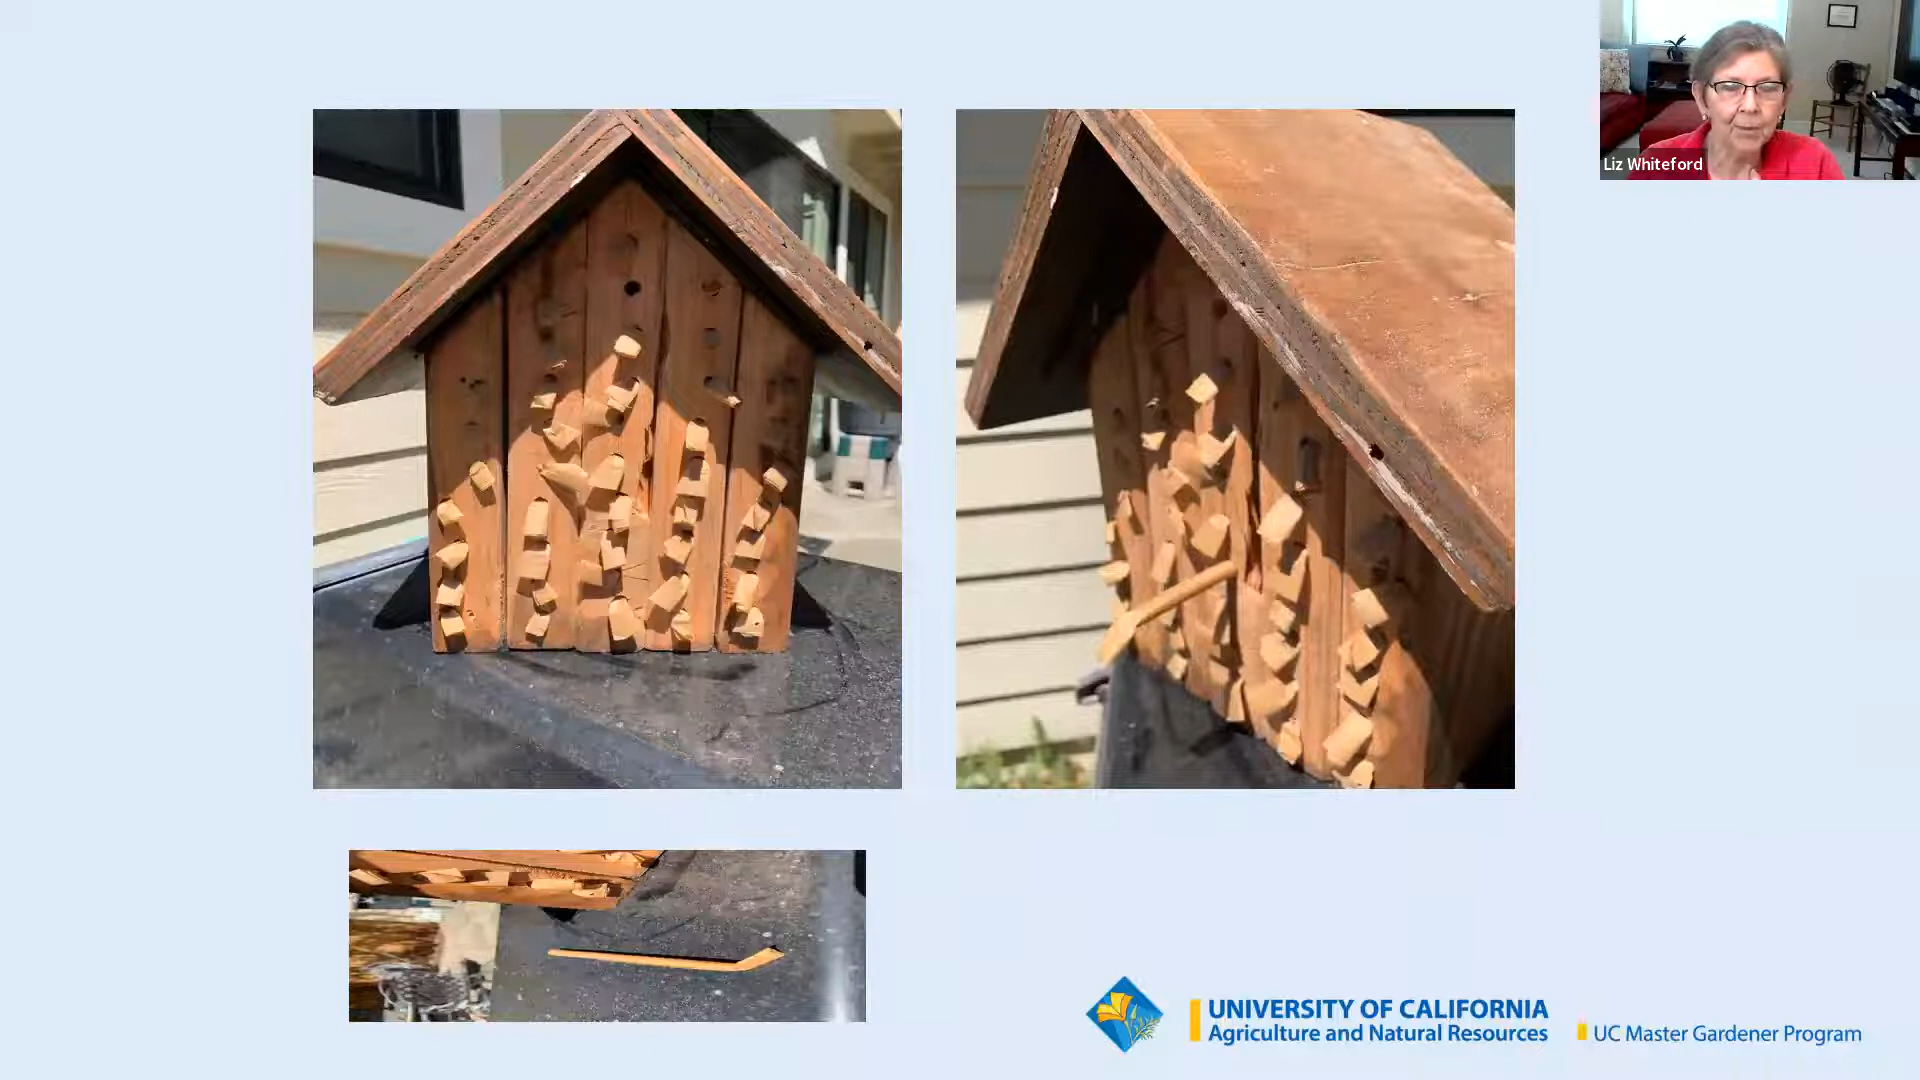 Liz Whiteford
UNIVERSITY OF CALIFORNIA
Agriculture and Natural Resources
UC Master Gardener Program